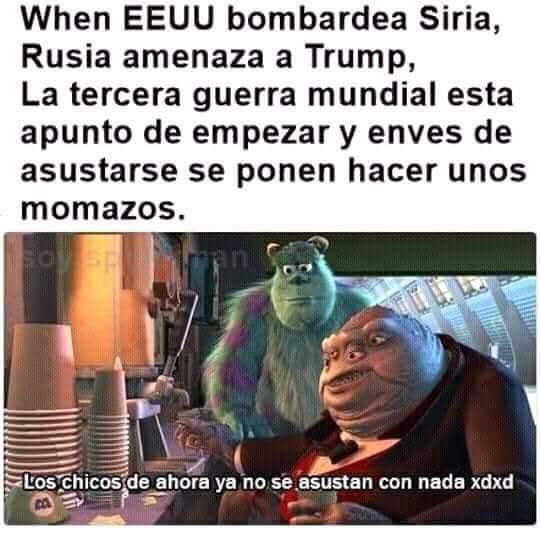 When EEUU bombardea Siria,
Rusia amenaza a Trump,
La tercera guerra mundial esta
apunto de empezar y enves de
asustarse se ponen hacer unos
momazos.
Los chicos de ahora ya no se asustan con nada xdxd